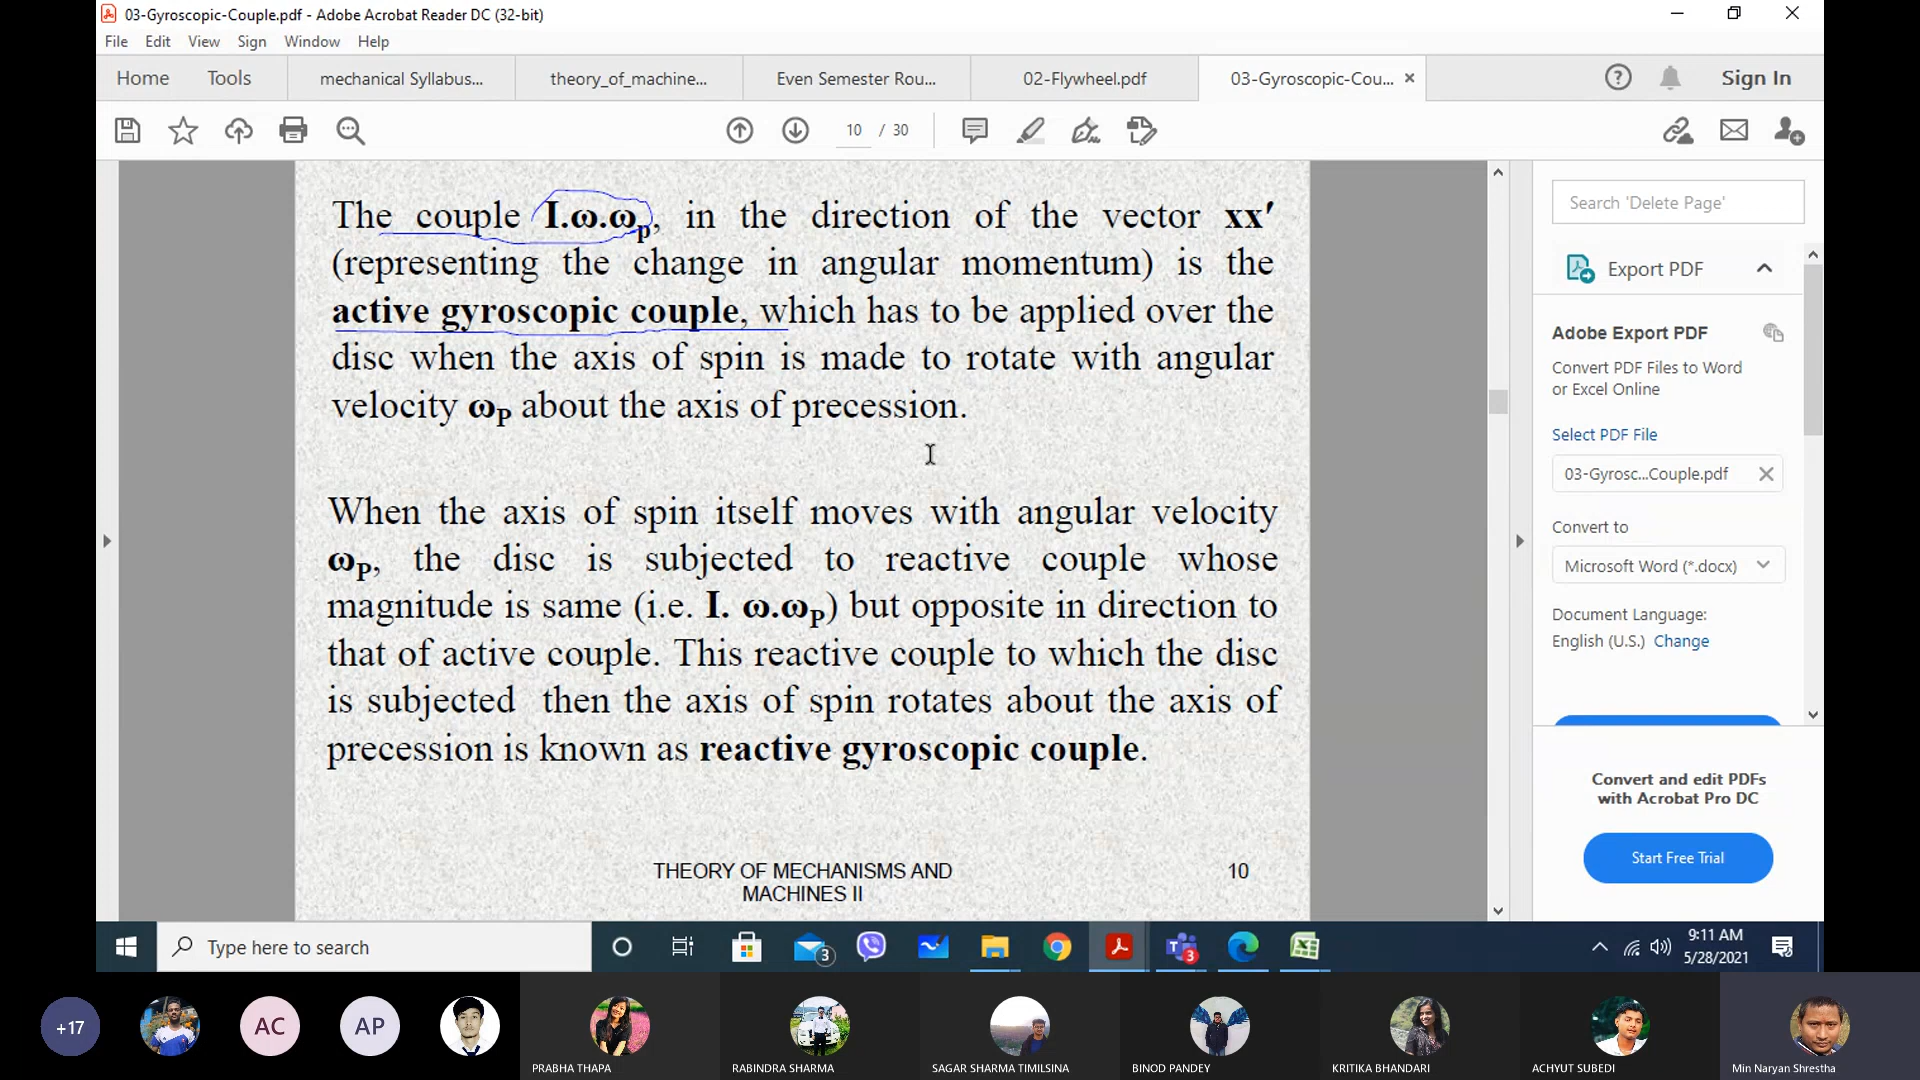 03-Gyroscopic-Couple.pdf - Adobe Acrobat Reader DC (32-bit)
File Edit View Sign Window Help
Home Tools mechanical Syllabus... theory_of_machine... Even Semester Rou... 02-Flywheel.pdf 03-Gyroscopic-Cou... × Sign In
10 / 30
The couple I.ω.ωp, in the direction of the vector xx′
(representing the change in angular momentum) is the
active gyroscopic couple, which has to be applied over the
disc when the axis of spin is made to rotate with angular
velocity ωP about the axis of precession.
When the axis of spin itself moves with angular velocity
ωP, the disc is subjected to reactive couple whose
magnitude is same (i.e. I. ω.ωP) but opposite in direction to
that of active couple. This reactive couple to which the disc
is subjected then the axis of spin rotates about the axis of
precession is known as reactive gyroscopic couple.
THEORY OF MECHANISMS AND
MACHINES II
10
Search 'Delete Page'
Export PDF
Adobe Export PDF
Convert PDF Files to Word
or Excel Online
Select PDF File
03-Gyrosc...Couple.pdf
Convert to
Microsoft Word (*.docx)
Document Language:
English (U.S.) Change
Convert and edit PDFs
with Acrobat Pro DC
Start Free Trial
Type here to search
3
3
9:11 AM
5/28/2021
+17
AC
AP
PRABHA THAPA
RABINDRA SHARMA
SAGAR SHARMA TIMILSINA
BINOD PANDEY
KRITIKA BHANDARI
ACHYUT SUBEDI
Min Naryan Shrestha